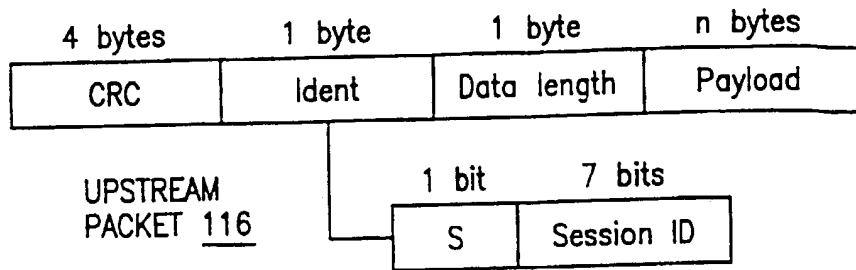 4 bytes 1 byte 1 byte n bytes
CRC Ident Data length Payload
UPSTREAM
PACKET 116
1 bit 7 bits
S Session ID